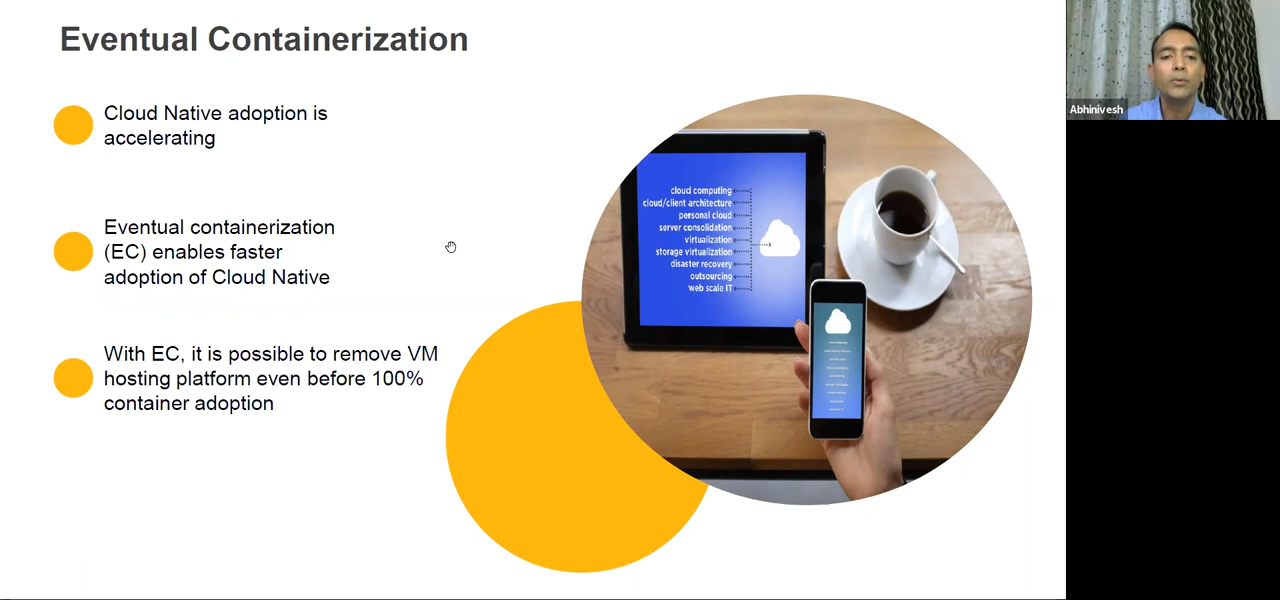 Eventual Containerization
Cloud Native adoption is
accelerating
Eventual containerization
(EC) enables faster
adoption of Cloud Native
With EC, it is possible to remove VM
hosting platform even before 100%
container adoption
cloud computing
cloud/client architecture
personal cloud
server consolidation
virtualization
storage virtualization
disaster recovery
outsourcing
web scale IT
Abhinivesh